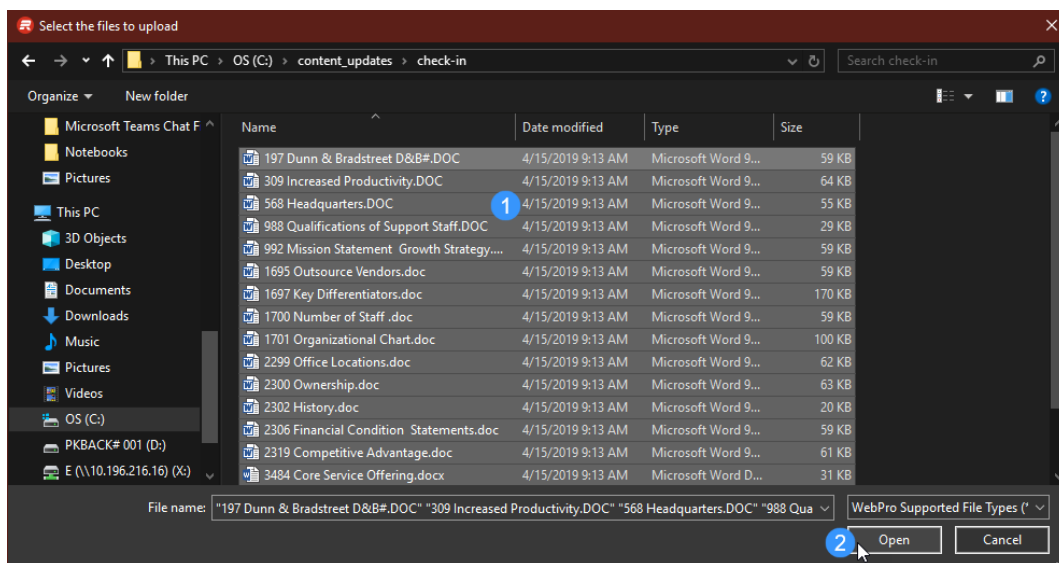 Select the files to upload
This PC > OS (C:) > content_updates > check-in
Search check-in
Organize New folder
Name Date modified Type Size
Microsoft Teams Chat F
Notebooks
Pictures
This PC
3D Objects
Desktop
Documents
Downloads
Music
Pictures
Videos
OS (C:)
PKBACK# 001 (D:)
E (\\10.196.216.16) (X:)
197 Dunn & Bradstreet D&B#.DOC 4/15/2019 9:13 AM Microsoft Word 9... 59 KB
309 Increased Productivity.DOC 4/15/2019 9:13 AM Microsoft Word 9... 64 KB
568 Headquarters.DOC 1 4/15/2019 9:13 AM Microsoft Word 9... 55 KB
988 Qualifications of Support Staff.DOC 4/15/2019 9:13 AM Microsoft Word 9... 29 KB
992 Mission Statement  Growth Strategy.... 4/15/2019 9:13 AM Microsoft Word 9... 59 KB
1695 Outsource Vendors.doc 4/15/2019 9:13 AM Microsoft Word 9... 59 KB
1697 Key Differentiators.doc 4/15/2019 9:13 AM Microsoft Word 9... 170 KB
1700 Number of Staff .doc 4/15/2019 9:13 AM Microsoft Word 9... 59 KB
1701 Organizational Chart.doc 4/15/2019 9:13 AM Microsoft Word 9... 100 KB
2299 Office Locations.doc 4/15/2019 9:13 AM Microsoft Word 9... 62 KB
2300 Ownership.doc 4/15/2019 9:13 AM Microsoft Word 9... 63 KB
2302 History.doc 4/15/2019 9:13 AM Microsoft Word 9... 20 KB
2306 Financial Condition  Statements.doc 4/15/2019 9:13 AM Microsoft Word 9... 59 KB
2319 Competitive Advantage.doc 4/15/2019 9:13 AM Microsoft Word 9... 61 KB
3484 Core Service Offering.docx 4/15/2019 9:13 AM Microsoft Word D... 31 KB
File name: "197 Dunn & Bradstreet D&B#.DOC" "309 Increased Productivity.DOC" "568 Headquarters.DOC" "988 Qua WebPro Supported File Types (*
2 Open Cancel